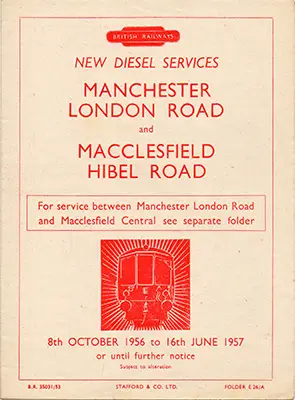 BRITISH RAILWAYS
NEW DIESEL SERVICES
MANCHESTER
LONDON ROAD
and
MACCLESFIELD
HIBEL ROAD
For service between Manchester London Road
and Macclesfield Central see separate folder
8th OCTOBER 1956 to 16th JUNE 1957
or until further notice
Subject to alteration
B.R. 35031/53
STAFFORD & CO. LTD.
FOLDER E 26/A